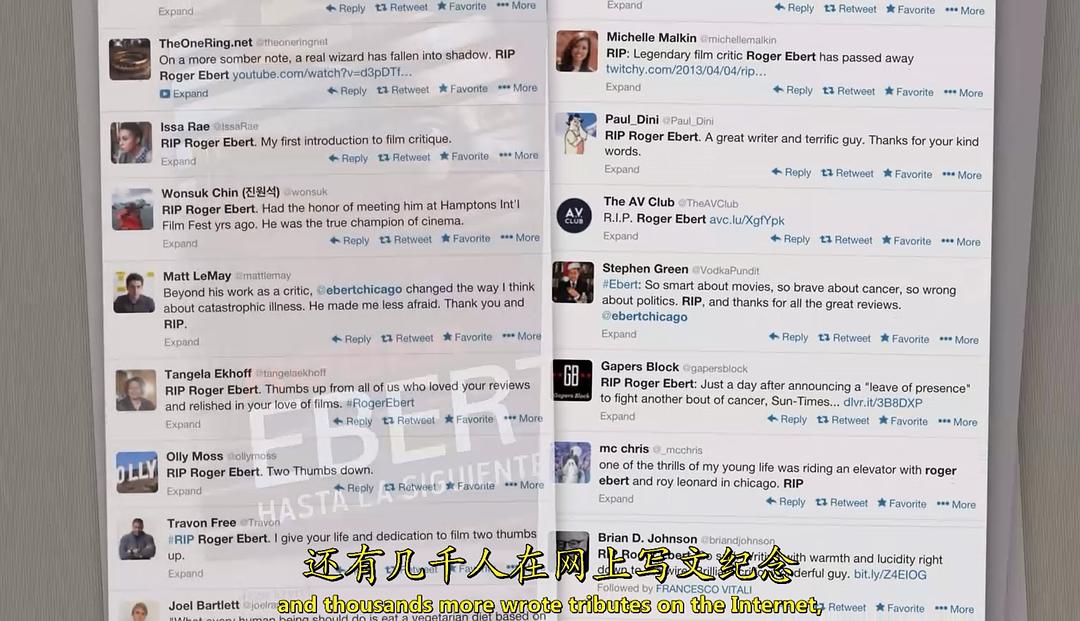 Expand
Reply Retweet Favorite ••• More
TheOneRing.net @theoneringnet
On a more somber note, a real wizard has fallen into shadow. RIP
Roger Ebert youtube.com/watch?v=d3pDTf...
Expand
Reply Retweet Favorite ••• More
Issa Rae @IssaRae
RIP Roger Ebert. My first introduction to film critique.
Expand
Reply Retweet Favorite ••• More
Wonsuk Chin (진원석) @wonsuk
RIP Roger Ebert. Had the honor of meeting him at Hamptons Int'l
Film Fest yrs ago. He was the true champion of cinema.
Expand
Reply Retweet Favorite ••• More
Matt LeMay @mattlemay
Beyond his work as a critic, @ebertchicago changed the way I think
about catastrophic illness. He made me less afraid. Thank you and
RIP.
Expand
Reply Retweet Favorite ••• More
Tangela Ekhoff @tangelaekhoff
RIP Roger Ebert. Thumbs up from all of us who loved your reviews
and relished in your love of films. #RogerEbert
Expand
Reply Retweet Favorite ••• More
EBERT
HASTA LA SIGUIENTE
OLLY
Olly Moss @ollymoss
RIP Roger Ebert. Two Thumbs down.
Expand
Reply Retweet Favorite ••• More
Travon Free @Travon
#RIP Roger Ebert. I give your life and dedication to film two thumbs
up.
Expand
Joel Bartlett
Expand
Reply Retweet Favorite ••• More
Michelle Malkin @michellemalkin
RIP: Legendary film critic Roger Ebert has passed away
twitchy.com/2013/04/04/rip...
Expand
Reply Retweet Favorite ••• More
Paul_Dini @Paul_Dini
RIP Roger Ebert. A great writer and terrific guy. Thanks for your kind
words.
Expand
Reply Retweet Favorite ••• More
A.V. CLUB
The AV Club @TheAVClub
R.I.P. Roger Ebert avc.lu/XgfYpk
Expand
Reply Retweet Favorite ••• More
Stephen Green @VodkaPundit
#Ebert: So smart about movies, so brave about cancer, so wrong
about politics. RIP, and thanks for all the great reviews.
@ebertchicago
Expand
Reply Retweet Favorite ••• More
GB
Gapers Block
Gapers Block @gapersblock
RIP Roger Ebert: Just a day after announcing a "leave of presence"
to fight another bout of cancer, Sun-Times... dlvr.it/3B8DXP
Expand
Reply Retweet Favorite ••• More
mc chris @_mcchris
one of the thrills of my young life was riding an elevator with roger
ebert and roy leonard in chicago. RIP
Expand
Reply Retweet Favorite ••• More
Brian D. Johnson @briandjohnson
with warmth and lucidity right
guy. bit.ly/Z4EIOG
Followed by FRANCESCO VITALI
Retweet Favorite ••• More
还有几千人在网上写文纪念
and thousands more wrote tributes on the Internet,